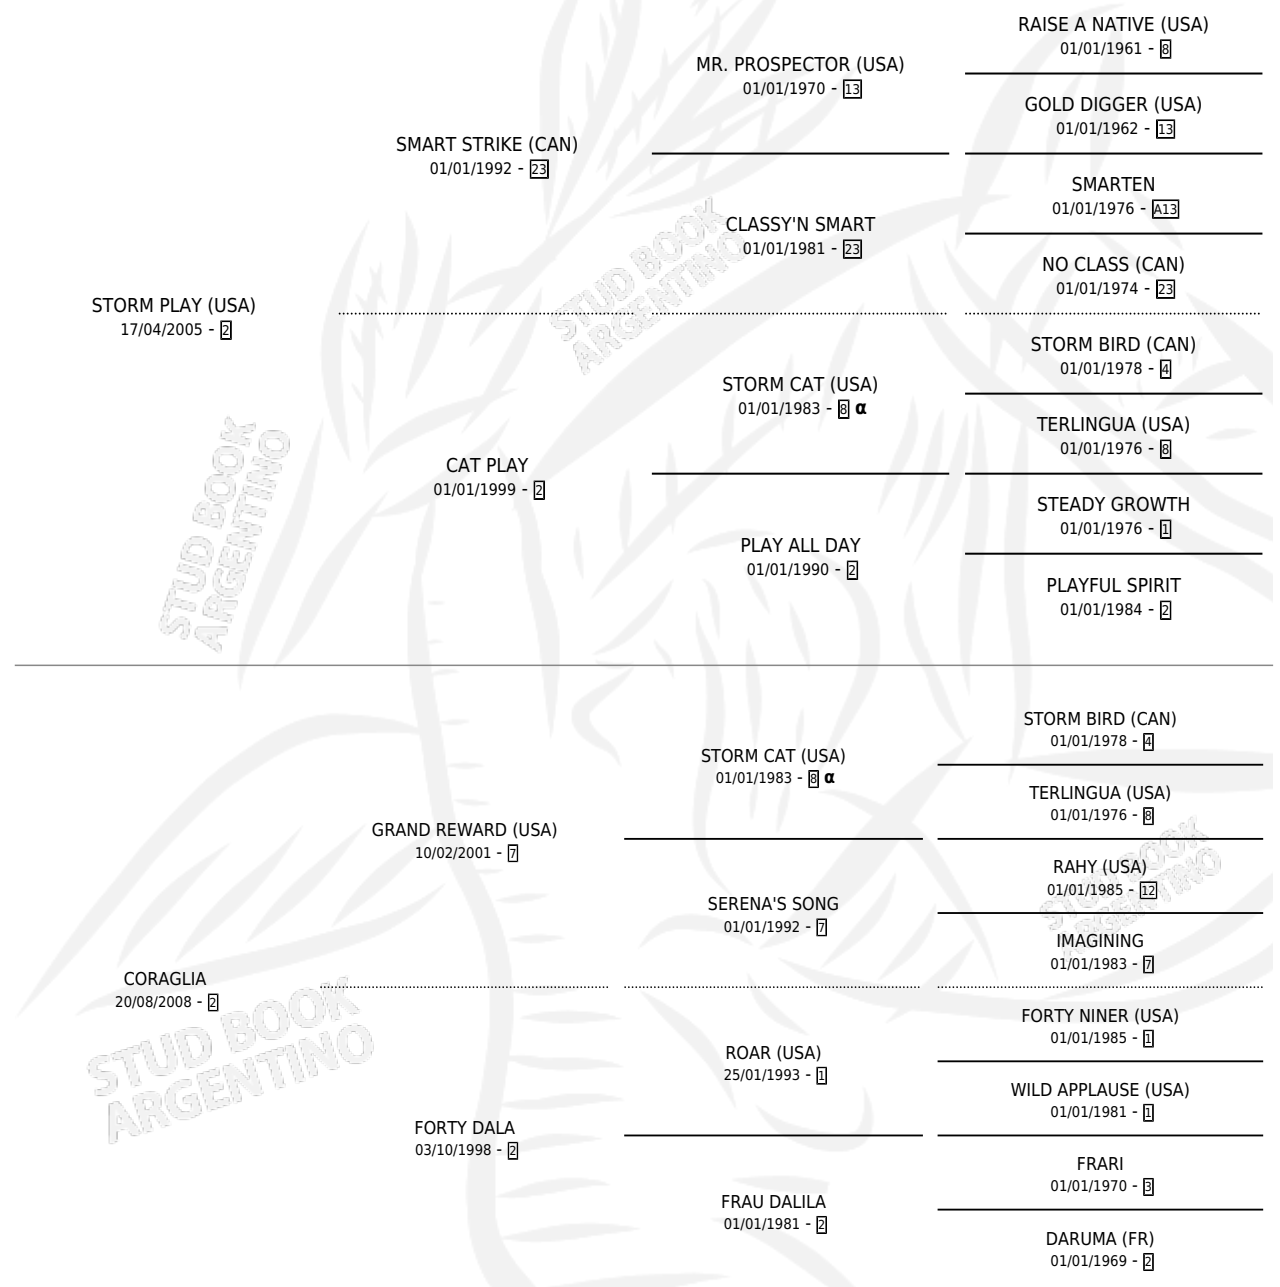 RAISE A NATIVE (USA)
01/01/1961 - 8
MR. PROSPECTOR (USA)
01/01/1970 - 13
GOLD DIGGER (USA)
01/01/1962 - 13
SMART STRIKE (CAN)
01/01/1992 - 23
SMARTEN
01/01/1976 - A13
CLASSY'N SMART
01/01/1981 - 23
NO CLASS (CAN)
01/01/1974 - 23
STORM PLAY (USA)
17/04/2005 - 2
STORM BIRD (CAN)
01/01/1978 - 4
STORM CAT (USA)
01/01/1983 - 8 α
TERLINGUA (USA)
01/01/1976 - 8
CAT PLAY
01/01/1999 - 2
STEADY GROWTH
01/01/1976 - 1
PLAY ALL DAY
01/01/1990 - 2
PLAYFUL SPIRIT
01/01/1984 - 2
STORM BIRD (CAN)
01/01/1978 - 4
STORM CAT (USA)
01/01/1983 - 8 α
TERLINGUA (USA)
01/01/1976 - 8
GRAND REWARD (USA)
10/02/2001 - 7
RAHY (USA)
01/01/1985 - 12
SERENA'S SONG
01/01/1992 - 7
IMAGINING
01/01/1983 - 7
CORAGLIA
20/08/2008 - 2
FORTY NINER (USA)
01/01/1985 - 1
ROAR (USA)
25/01/1993 - 1
WILD APPLAUSE (USA)
01/01/1981 - 1
FORTY DALA
03/10/1998 - 2
FRARI
01/01/1970 - 3
FRAU DALILA
01/01/1981 - 2
DARUMA (FR)
01/01/1969 - 2
STUD BOOK
ARGENTINO
STUD BOOK
ARGENTINO
STUD BOOK
ARGENTINO
STUD BOOK
ARGENTINO